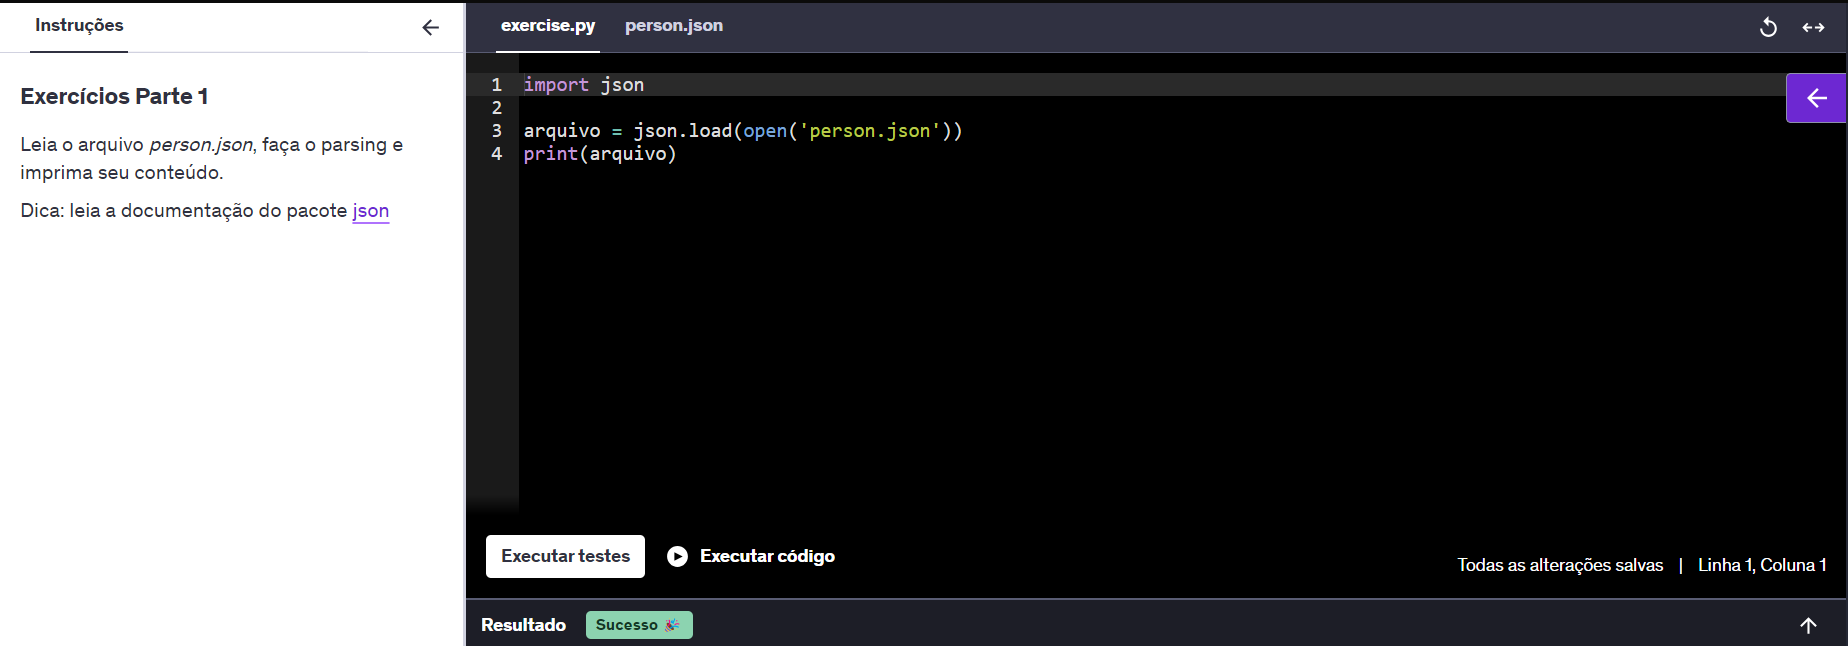 Instruções
Exercícios Parte 1
Leia o arquivo person.json, faça o parsing e
imprima seu conteúdo.
Dica: leia a documentação do pacote json
exercise.py person.json
1 import json
2
3 arquivo = json.load(open('person.json'))
4 print(arquivo)
Executar testes Executar código
Todas as alterações salvas | Linha 1, Coluna 1
Resultado Sucesso 🎉